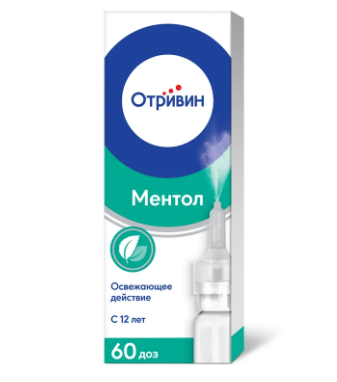 Отривин
Ментол
Освежающее
действие
С 12 лет
60 доз